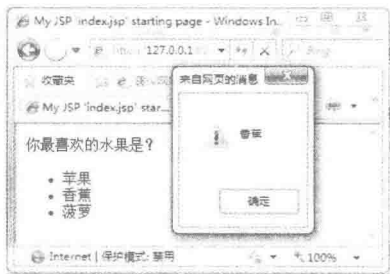 My JSP 'index.jsp' starting page - Windows In...
127.0.0.1
收藏夹
My JSP 'index.jsp' star...
来自网页的消息
香蕉
确定
你最喜欢的水果是？
• 苹果
• 香蕉
• 菠萝
Internet | 保护模式: 禁用
100%